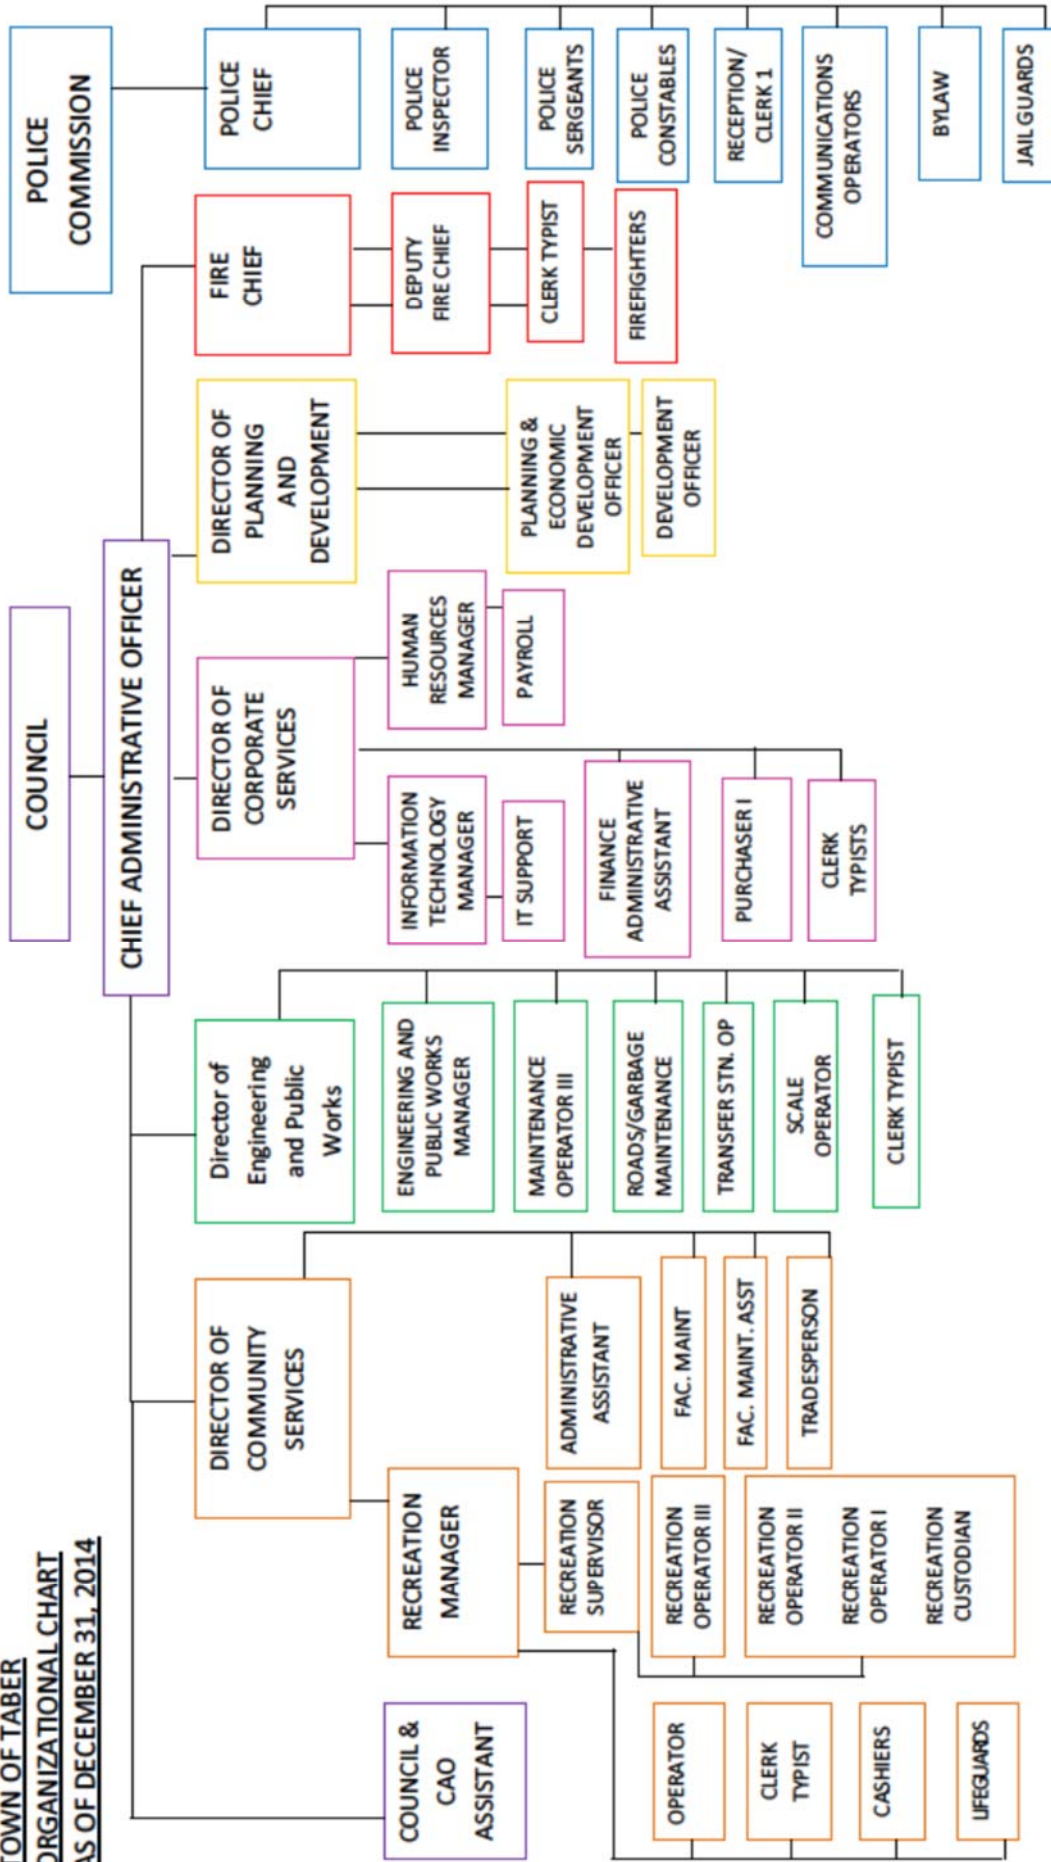 TOWN OF TABER
ORGANIZATIONAL CHART
AS OF DECEMBER 31, 2014
COUNCIL
POLICE
COMMISSION
CHIEF ADMINISTRATIVE OFFICER
COUNCIL &
CAO
ASSISTANT
DIRECTOR OF
COMMUNITY
SERVICES
RECREATION
MANAGER
RECREATION
SUPERVISOR
RECREATION
OPERATOR III
RECREATION
OPERATOR II
RECREATION
OPERATOR I
RECREATION
CUSTODIAN
OPERATOR
CLERK
TYPIST
CASHIERS
LIFEGUARDS
ADMINISTRATIVE
ASSISTANT
FAC. MAINT
FAC. MAINT. ASST
TRADESPERSON
Director of
Engineering
and Public
Works
ENGINEERING AND
PUBLIC WORKS
MANAGER
MAINTENANCE
OPERATOR III
ROADS/GARBAGE
MAINTENANCE
TRANSFER STN. OP
SCALE
OPERATOR
CLERK TYPIST
DIRECTOR OF
CORPORATE
SERVICES
INFORMATION
TECHNOLOGY
MANAGER
IT SUPPORT
HUMAN
RESOURCES
MANAGER
PAYROLL
FINANCE
ADMINISTRATIVE
ASSISTANT
PURCHASER I
CLERK
TYPISTS
DIRECTOR OF
PLANNING
AND
DEVELOPMENT
PLANNING &
ECONOMIC
DEVELOPMENT
OFFICER
DEVELOPMENT
OFFICER
FIRE
CHIEF
DEPUTY
FIRE CHIEF
CLERK TYPIST
FIREFIGHTERS
POLICE
CHIEF
POLICE
INSPECTOR
POLICE
SERGEANTS
POLICE
CONSTABLES
RECEPTION/
CLERK 1
COMMUNICATIONS
OPERATORS
BYLAW
JAIL GUARDS